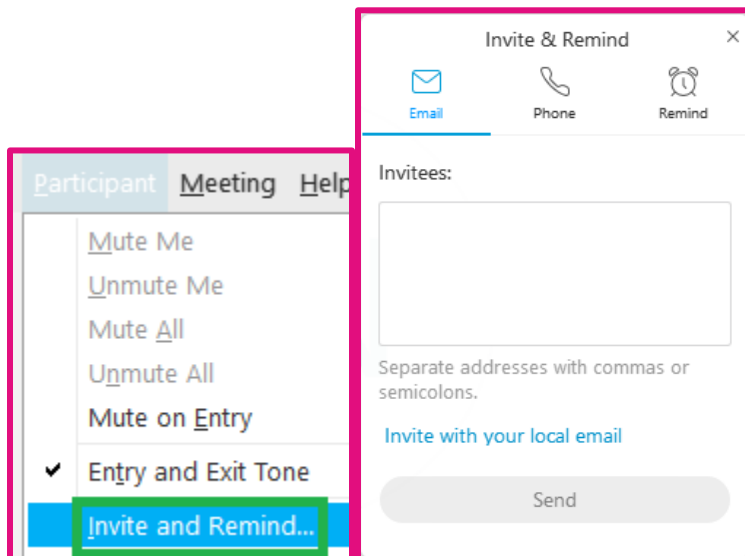 Participant Meeting Help
Mute Me
Unmute Me
Mute All
Unmute All
Mute on Entry
Entry and Exit Tone
Invite and Remind...
Invite & Remind
Email Phone Remind
Invitees:
Separate addresses with commas or
semicolons.
Invite with your local email
Send